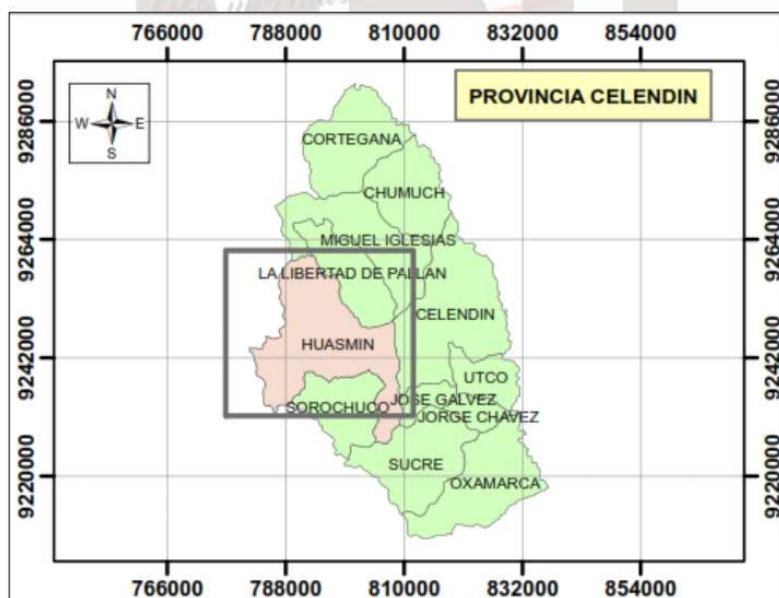 766000 788000 810000 832000 854000
PROVINCIA CELENDIN
N
W E
S
9286000 9286000
CORTEGANA
CHUMUCH
9264000 9264000
MIGUEL IGLESIAS
LA LIBERTAD DE PALLAN
CELENDIN
HUASMIN
9242000 9242000
UTCO
JOSE GALVEZ
SOROCHUCO
JORGE CHAVEZ
SUCRE
9220000 9220000
OXAMARCA
766000 788000 810000 832000 854000